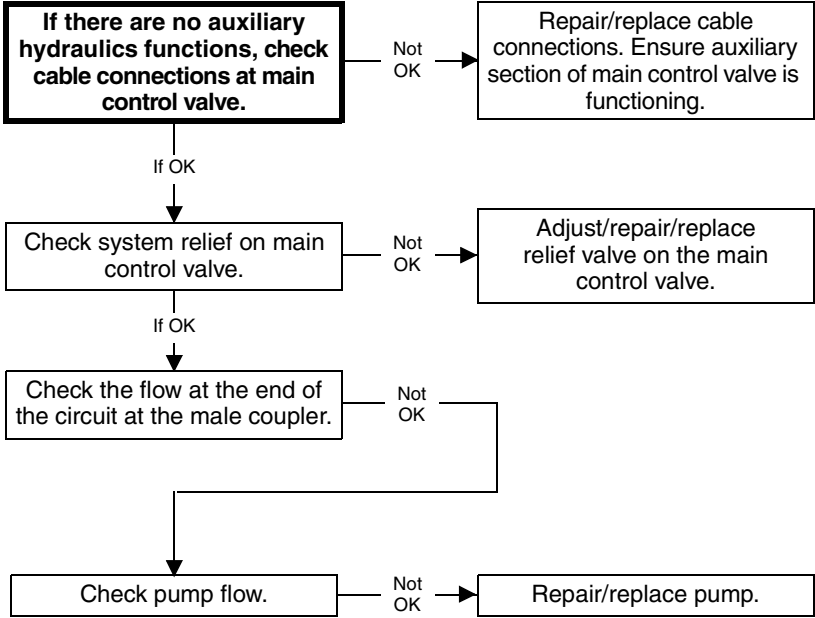 If there are no auxiliary
hydraulics functions, check
cable connections at main
control valve.
Not
OK
Repair/replace cable
connections. Ensure auxiliary
section of main control valve is
functioning.
If OK
Check system relief on main
control valve.
Not
OK
Adjust/repair/replace
relief valve on the main
control valve.
If OK
Check the flow at the end of
the circuit at the male coupler.
Not
OK
Check pump flow.
Not
OK
Repair/replace pump.